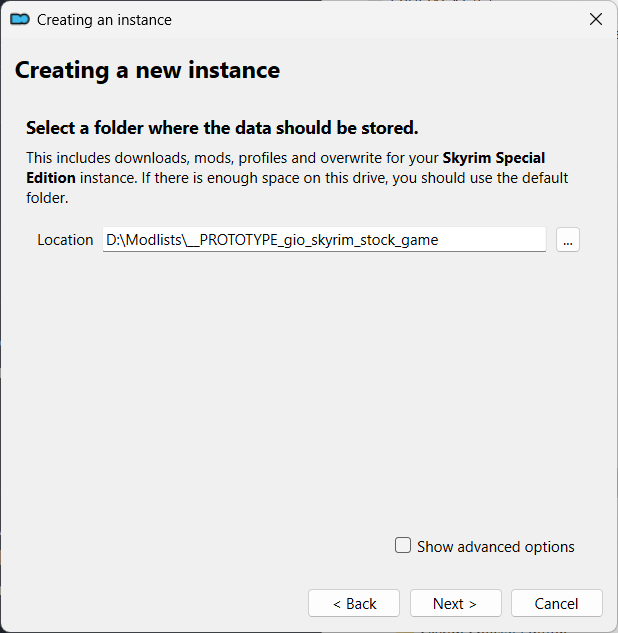 Creating an instance
Creating a new instance
Select a folder where the data should be stored.
This includes downloads, mods, profiles and overwrite for your Skyrim Special
Edition instance. If there is enough space on this drive, you should use the default
folder.
Location D:\Modlists\__PROTOTYPE_gio_skyrim_stock_game ...
Show advanced options
< Back Next > Cancel